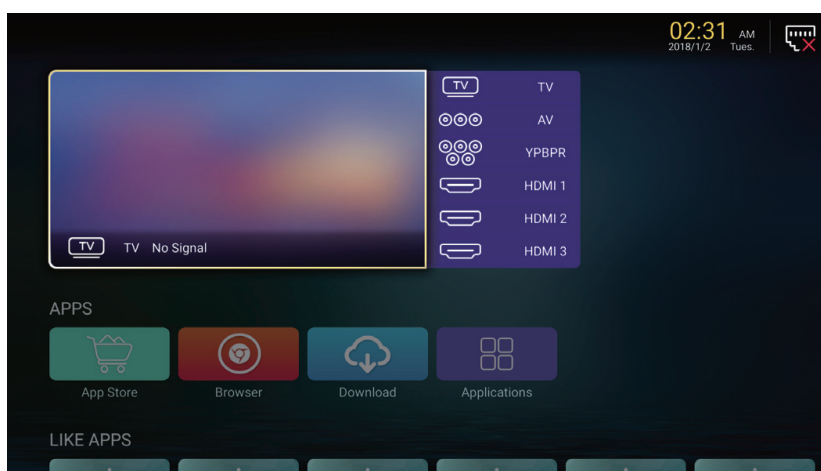 02:31 AM
2018/1/2 Tues.
TV TV
AV
YPBPR
HDMI 1
HDMI 2
HDMI 3
TV TV No Signal
APPS
App Store
Browser
Download
Applications
LIKE APPS